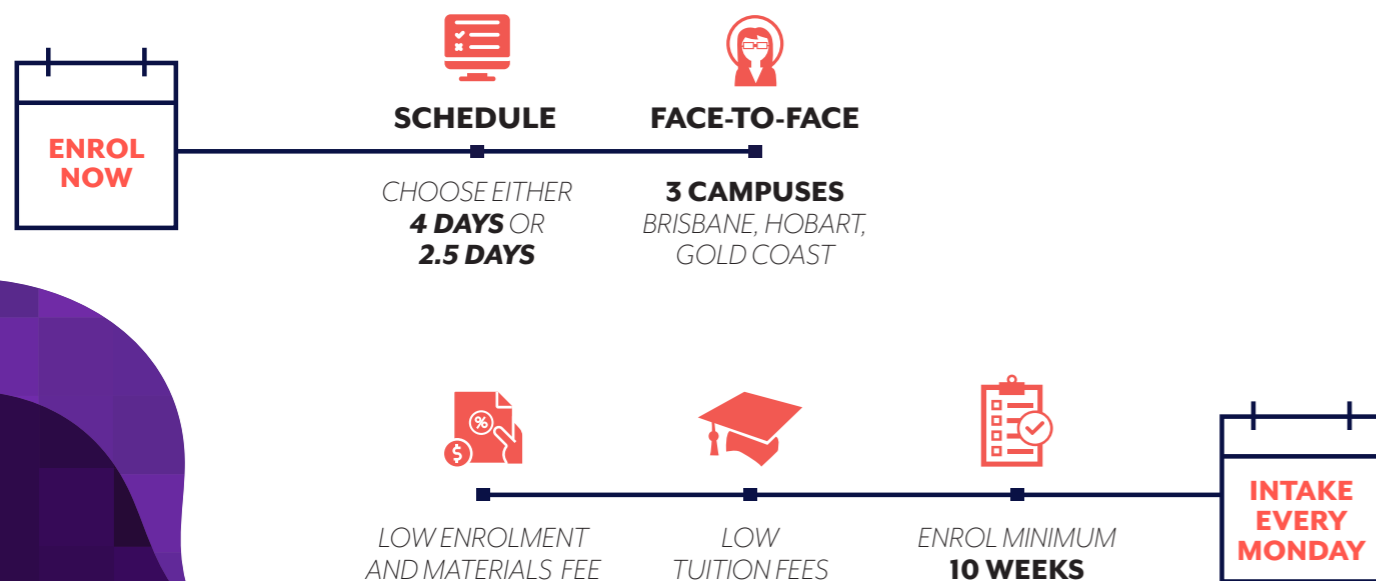 ENROL
NOW
SCHEDULE
CHOOSE EITHER
4 DAYS OR
2.5 DAYS
FACE-TO-FACE
3 CAMPUSES
BRISBANE, HOBART,
GOLD COAST
%
$
LOW ENROLMENT
AND MATERIALS FEE
LOW
TUITION FEES
ENROL MINIMUM
10 WEEKS
INTAKE
EVERY
MONDAY